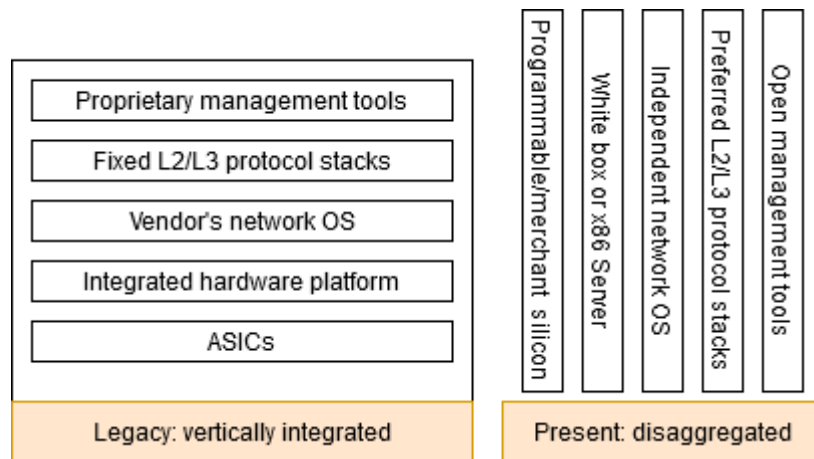 Proprietary management tools
Fixed L2/L3 protocol stacks
Vendor's network OS
Integrated hardware platform
ASICs
Legacy: vertically integrated
Programmable/merchant silicon
White box or x86 Server
Independent network OS
Preferred L2/L3 protocol stacks
Open management tools
Present: disaggregated